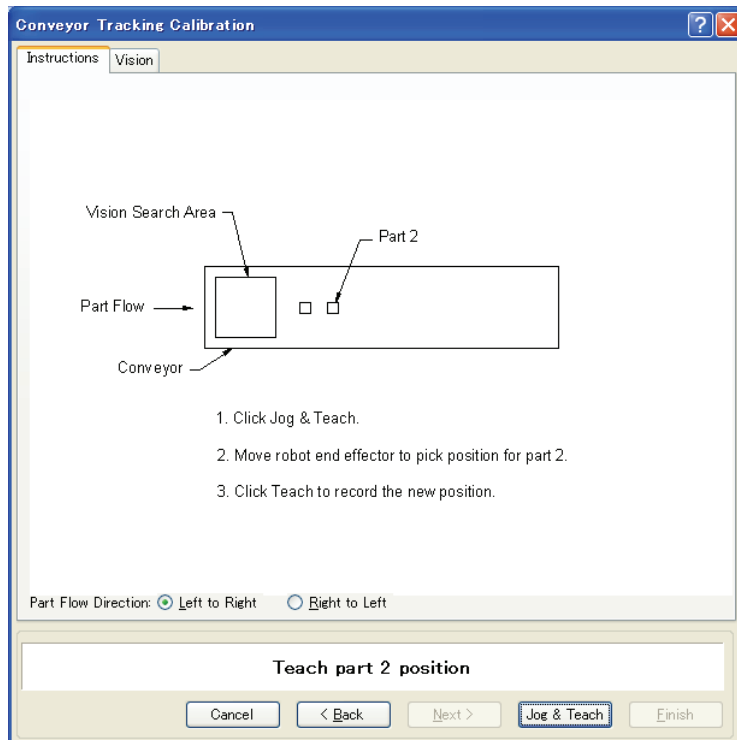 Conveyor Tracking Calibration
Instructions Vision
Vision Search Area
Part 2
Part Flow
Conveyor
1. Click Jog & Teach.
2. Move robot end effector to pick position for part 2.
3. Click Teach to record the new position.
Part Flow Direction: Left to Right Right to Left
Teach part 2 position
Cancel < Back Next > Jog & Teach Finish